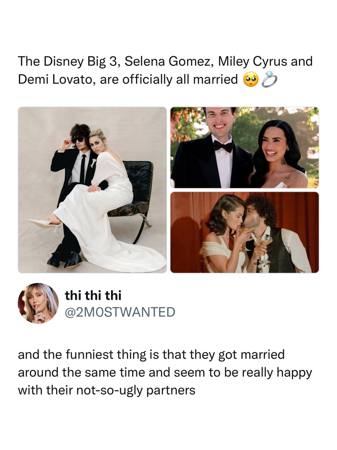 The Disney Big 3, Selena Gomez, Miley Cyrus and
Demi Lovato, are officially all married 🥺💍
thi thi thi
@2M0STWANTED
and the funniest thing is that they got married
around the same time and seem to be really happy
with their not-so-ugly partners